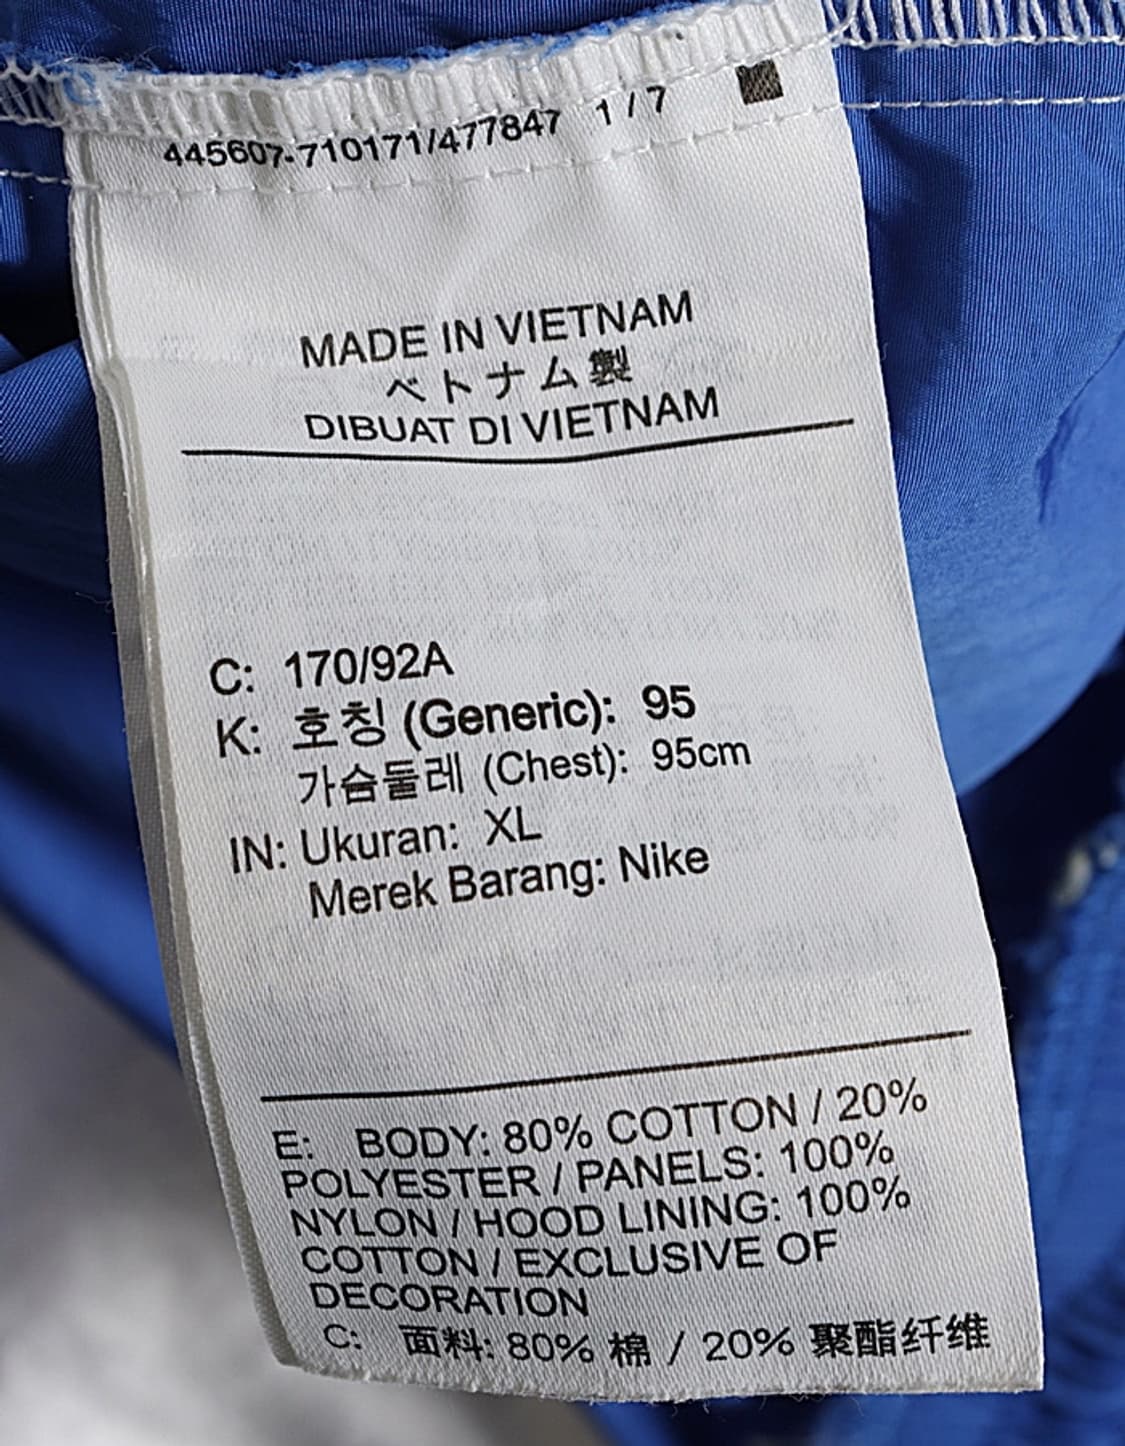 445607-710171/477847 1/7
MADE IN VIETNAM
ベトナム製
DIBUAT DI VIETNAM
C: 170/92A
K: 호칭 (Generic): 95
가슴둘레 (Chest): 95cm
IN: Ukuran: XL
Merek Barang: Nike
E: BODY: 80% COTTON / 20%
POLYESTER / PANELS: 100%
NYLON / HOOD LINING: 100%
COTTON / EXCLUSIVE OF
DECORATION
C: 面料: 80% 棉 / 20% 聚酯纤维